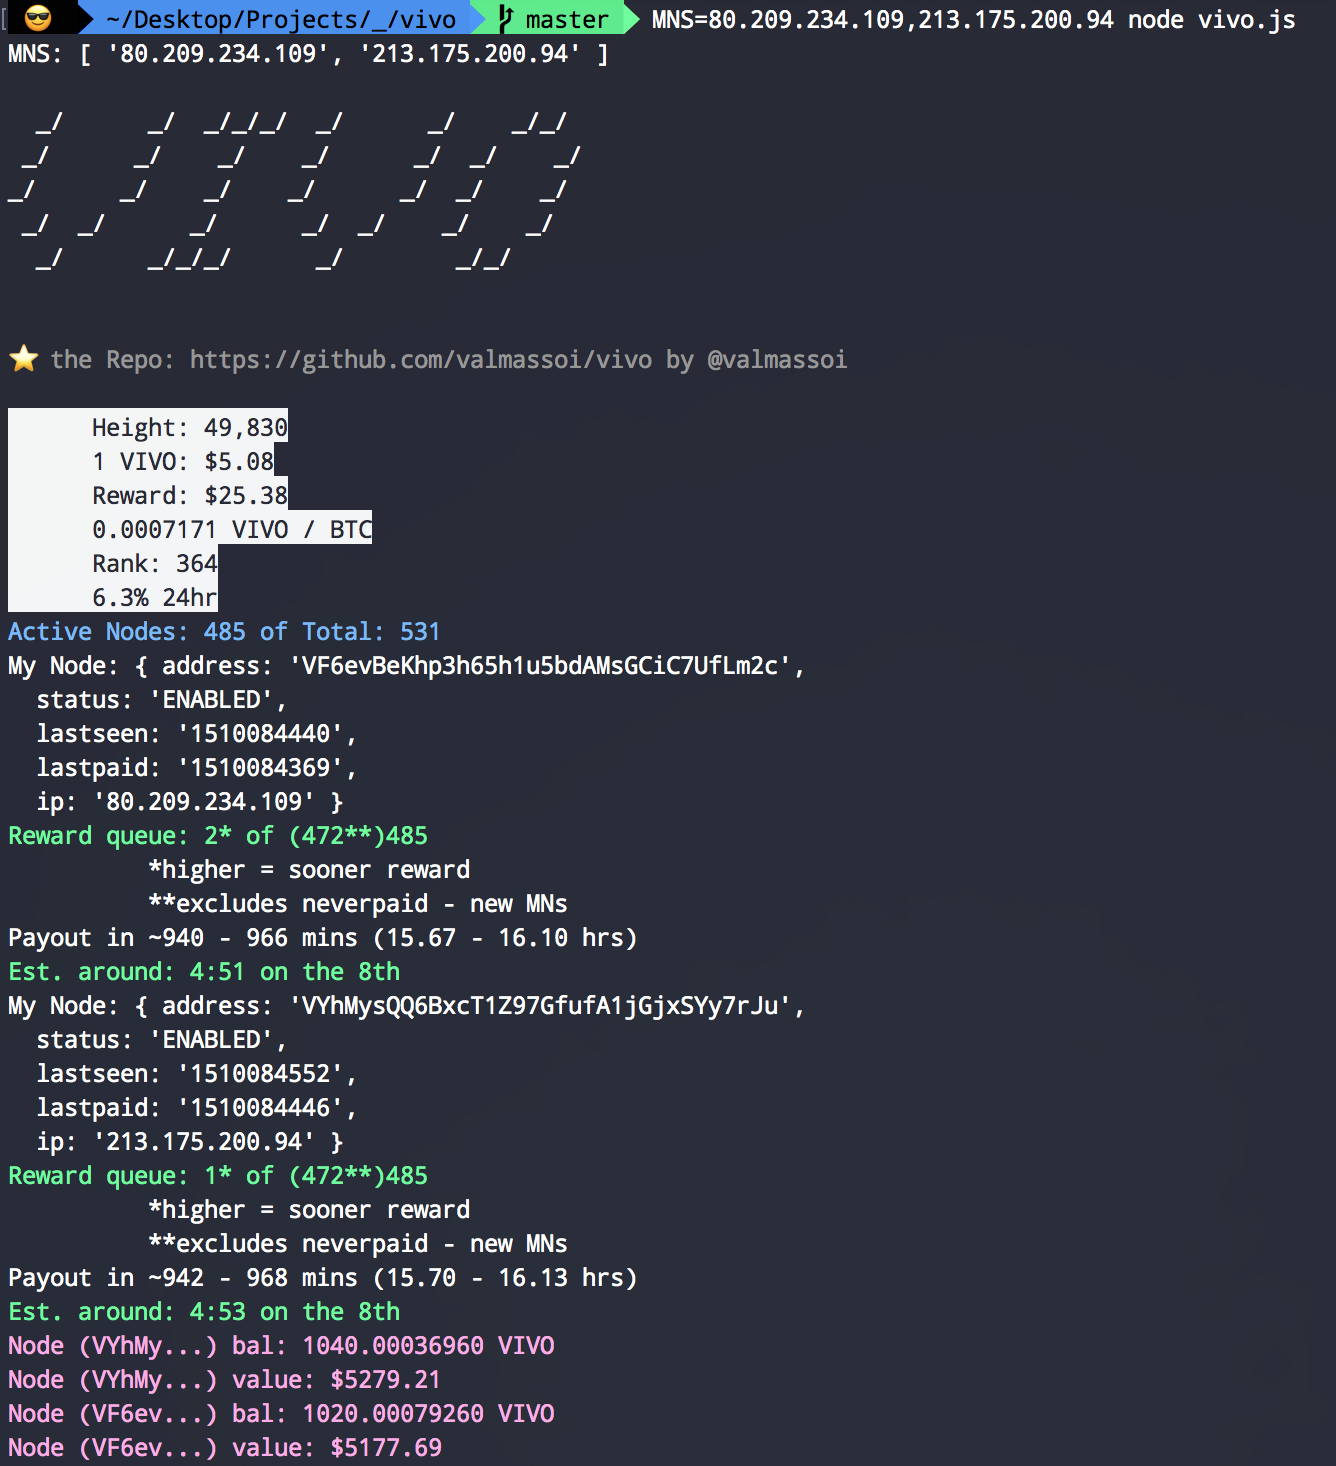 ~/Desktop/Projects/_/vivo master MNS=80.209.234.109,213.175.200.94 node vivo.js
MNS: [ '80.209.234.109', '213.175.200.94' ]
    _/      _/  _/_/_/  _/      _/    _/_/
   _/      _/    _/    _/      _/  _/    _/
  _/      _/    _/    _/      _/  _/    _/
   _/  _/      _/      _/  _/    _/    _/
    _/      _/_/_/      _/        _/_/
⭐ the Repo: https://github.com/valmassoi/vivo by @valmassoi
Height: 49,830
1 VIVO: $5.08
Reward: $25.38
0.0007171 VIVO / BTC
Rank: 364
6.3% 24hr
Active Nodes: 485 of Total: 531
My Node: { address: 'VF6evBeKhp3h65h1u5bdAMsGCiC7UfLm2c',
  status: 'ENABLED',
  lastseen: '1510084440',
  lastpaid: '1510084369',
  ip: '80.209.234.109' }
Reward queue: 2* of (472**)485
          *higher = sooner reward
          **excludes neverpaid - new MNs
Payout in ~940 - 966 mins (15.67 - 16.10 hrs)
Est. around: 4:51 on the 8th
My Node: { address: 'VYhMysQQ6BxcT1Z97GfufA1jGjxSYy7rJu',
  status: 'ENABLED',
  lastseen: '1510084552',
  lastpaid: '1510084446',
  ip: '213.175.200.94' }
Reward queue: 1* of (472**)485
          *higher = sooner reward
          **excludes neverpaid - new MNs
Payout in ~942 - 968 mins (15.70 - 16.13 hrs)
Est. around: 4:53 on the 8th
Node (VYhMy...) bal: 1040.00036960 VIVO
Node (VYhMy...) value: $5279.21
Node (VF6ev...) bal: 1020.00079260 VIVO
Node (VF6ev...) value: $5177.69